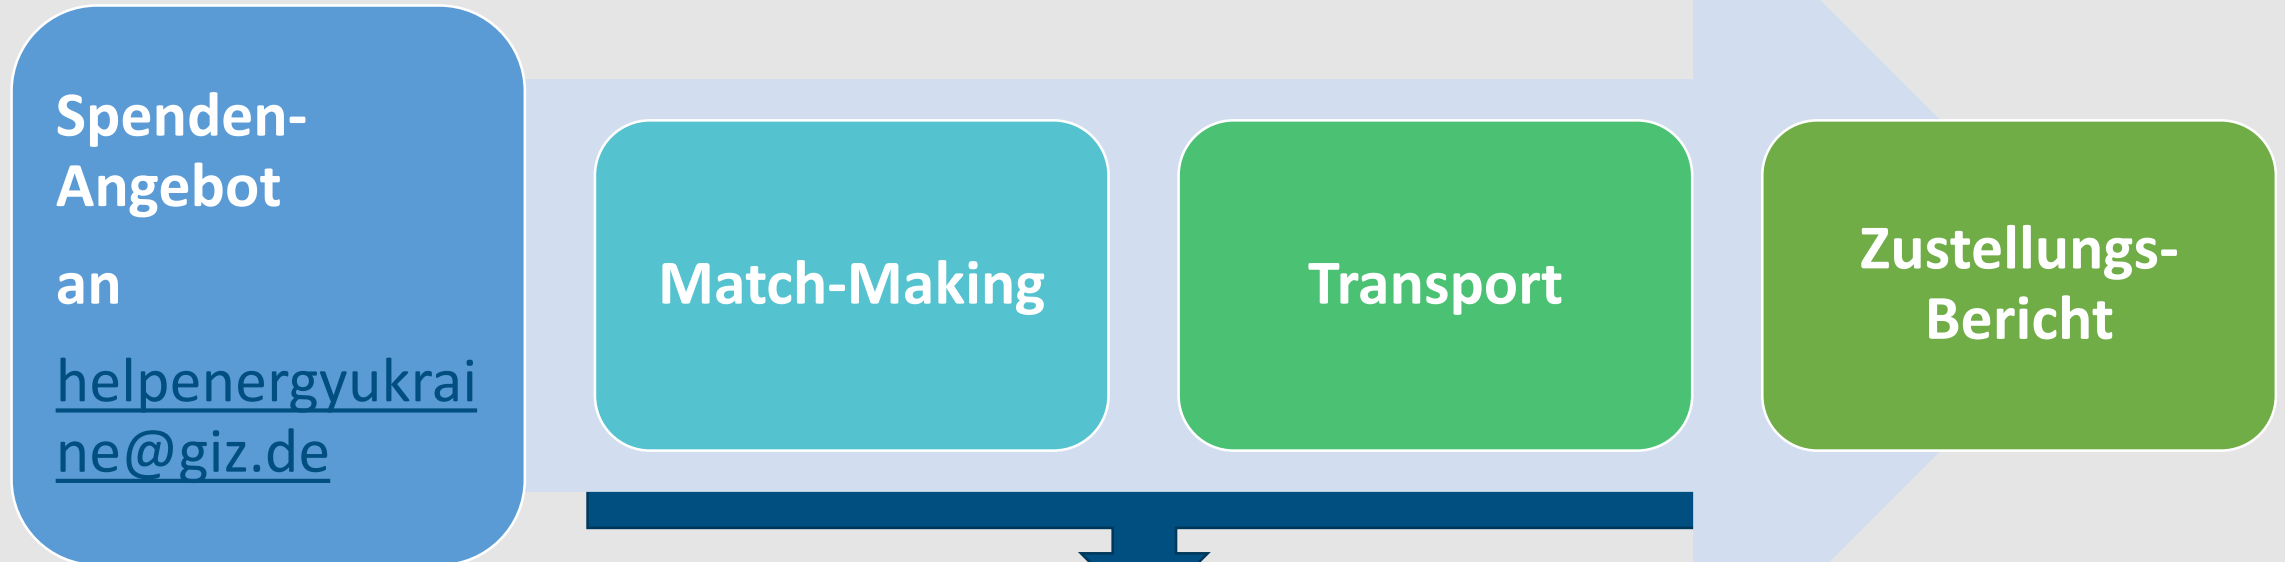 Spenden-
Angebot
an
helpenergyukrai
ne@giz.de
Match-Making
Transport
Zustellungs-
Bericht